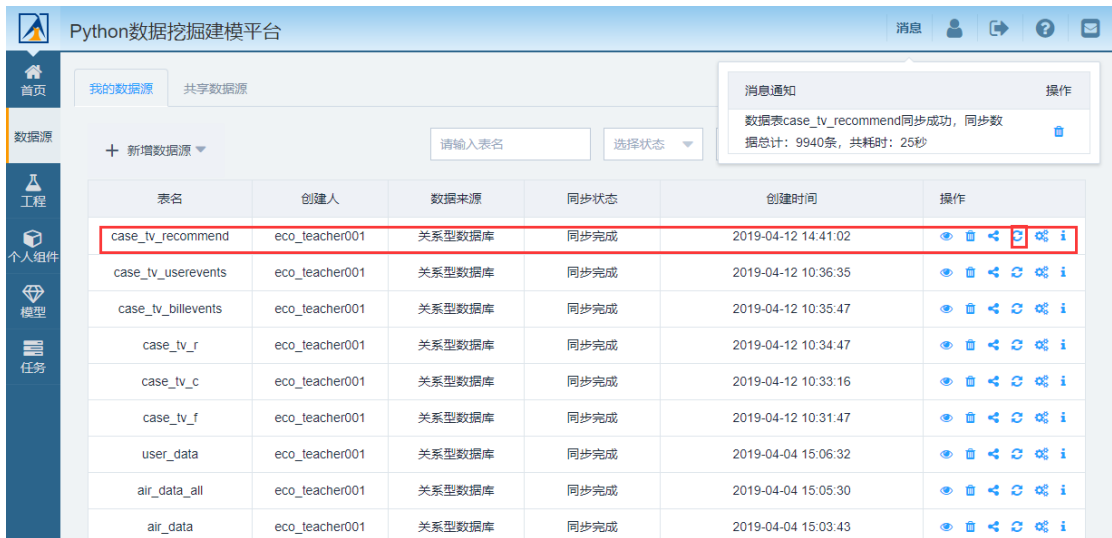 Python数据挖掘建模平台
消息
首页
数据源
工程
个人组件
模型
任务
我的数据源 共享数据源
消息通知 操作
数据表case_tv_recommend同步成功，同步数
据总计：9940条，共耗时：25秒
新增数据源
请输入表名
选择状态
表名 创建人 数据来源 同步状态 创建时间 操作
case_tv_recommend eco_teacher001 关系型数据库 同步完成 2019-04-12 14:41:02
case_tv_userevents eco_teacher001 关系型数据库 同步完成 2019-04-12 10:36:35
case_tv_billevents eco_teacher001 关系型数据库 同步完成 2019-04-12 10:35:47
case_tv_r eco_teacher001 关系型数据库 同步完成 2019-04-12 10:34:47
case_tv_c eco_teacher001 关系型数据库 同步完成 2019-04-12 10:33:16
case_tv_f eco_teacher001 关系型数据库 同步完成 2019-04-12 10:31:47
user_data eco_teacher001 关系型数据库 同步完成 2019-04-04 15:06:32
air_data_all eco_teacher001 关系型数据库 同步完成 2019-04-04 15:05:30
air_data eco_teacher001 关系型数据库 同步完成 2019-04-04 15:03:43